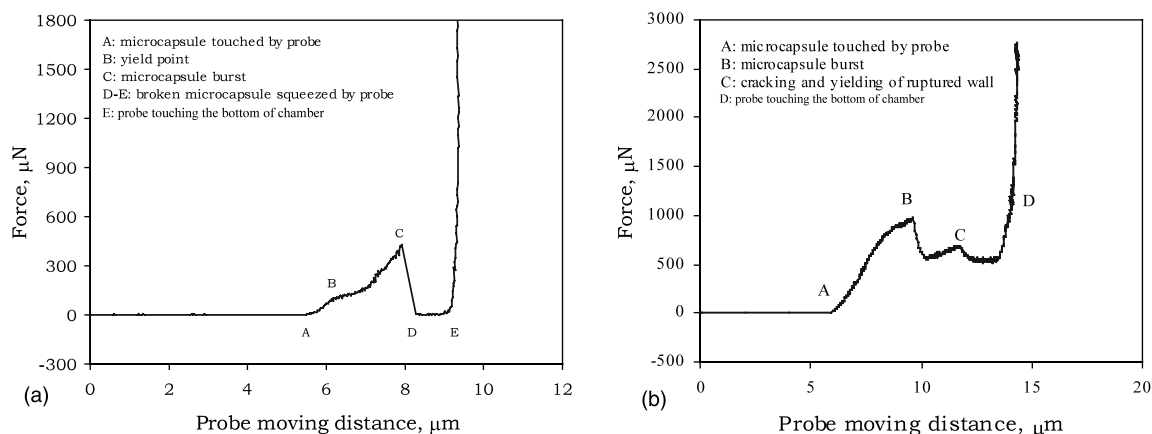 1800
1500
1200
900
600
300
0
-300
Force, µN
A: microcapsule touched by probe
B: yield point
C: microcapsule burst
D-E: broken microcapsule squeezed by probe
E: probe touching the bottom of chamber
C
B
A
D
E
0 2 4 6 8 10 12
Probe moving distance, µm
(a)
3000
2500
2000
1500
1000
500
0
-500
Force, µN
A: microcapsule touched by probe
B: microcapsule burst
C: cracking and yielding of ruptured wall
D: probe touching the bottom of chamber
B
D
C
A
0 5 10 15 20
Probe moving distance, µm
(b)